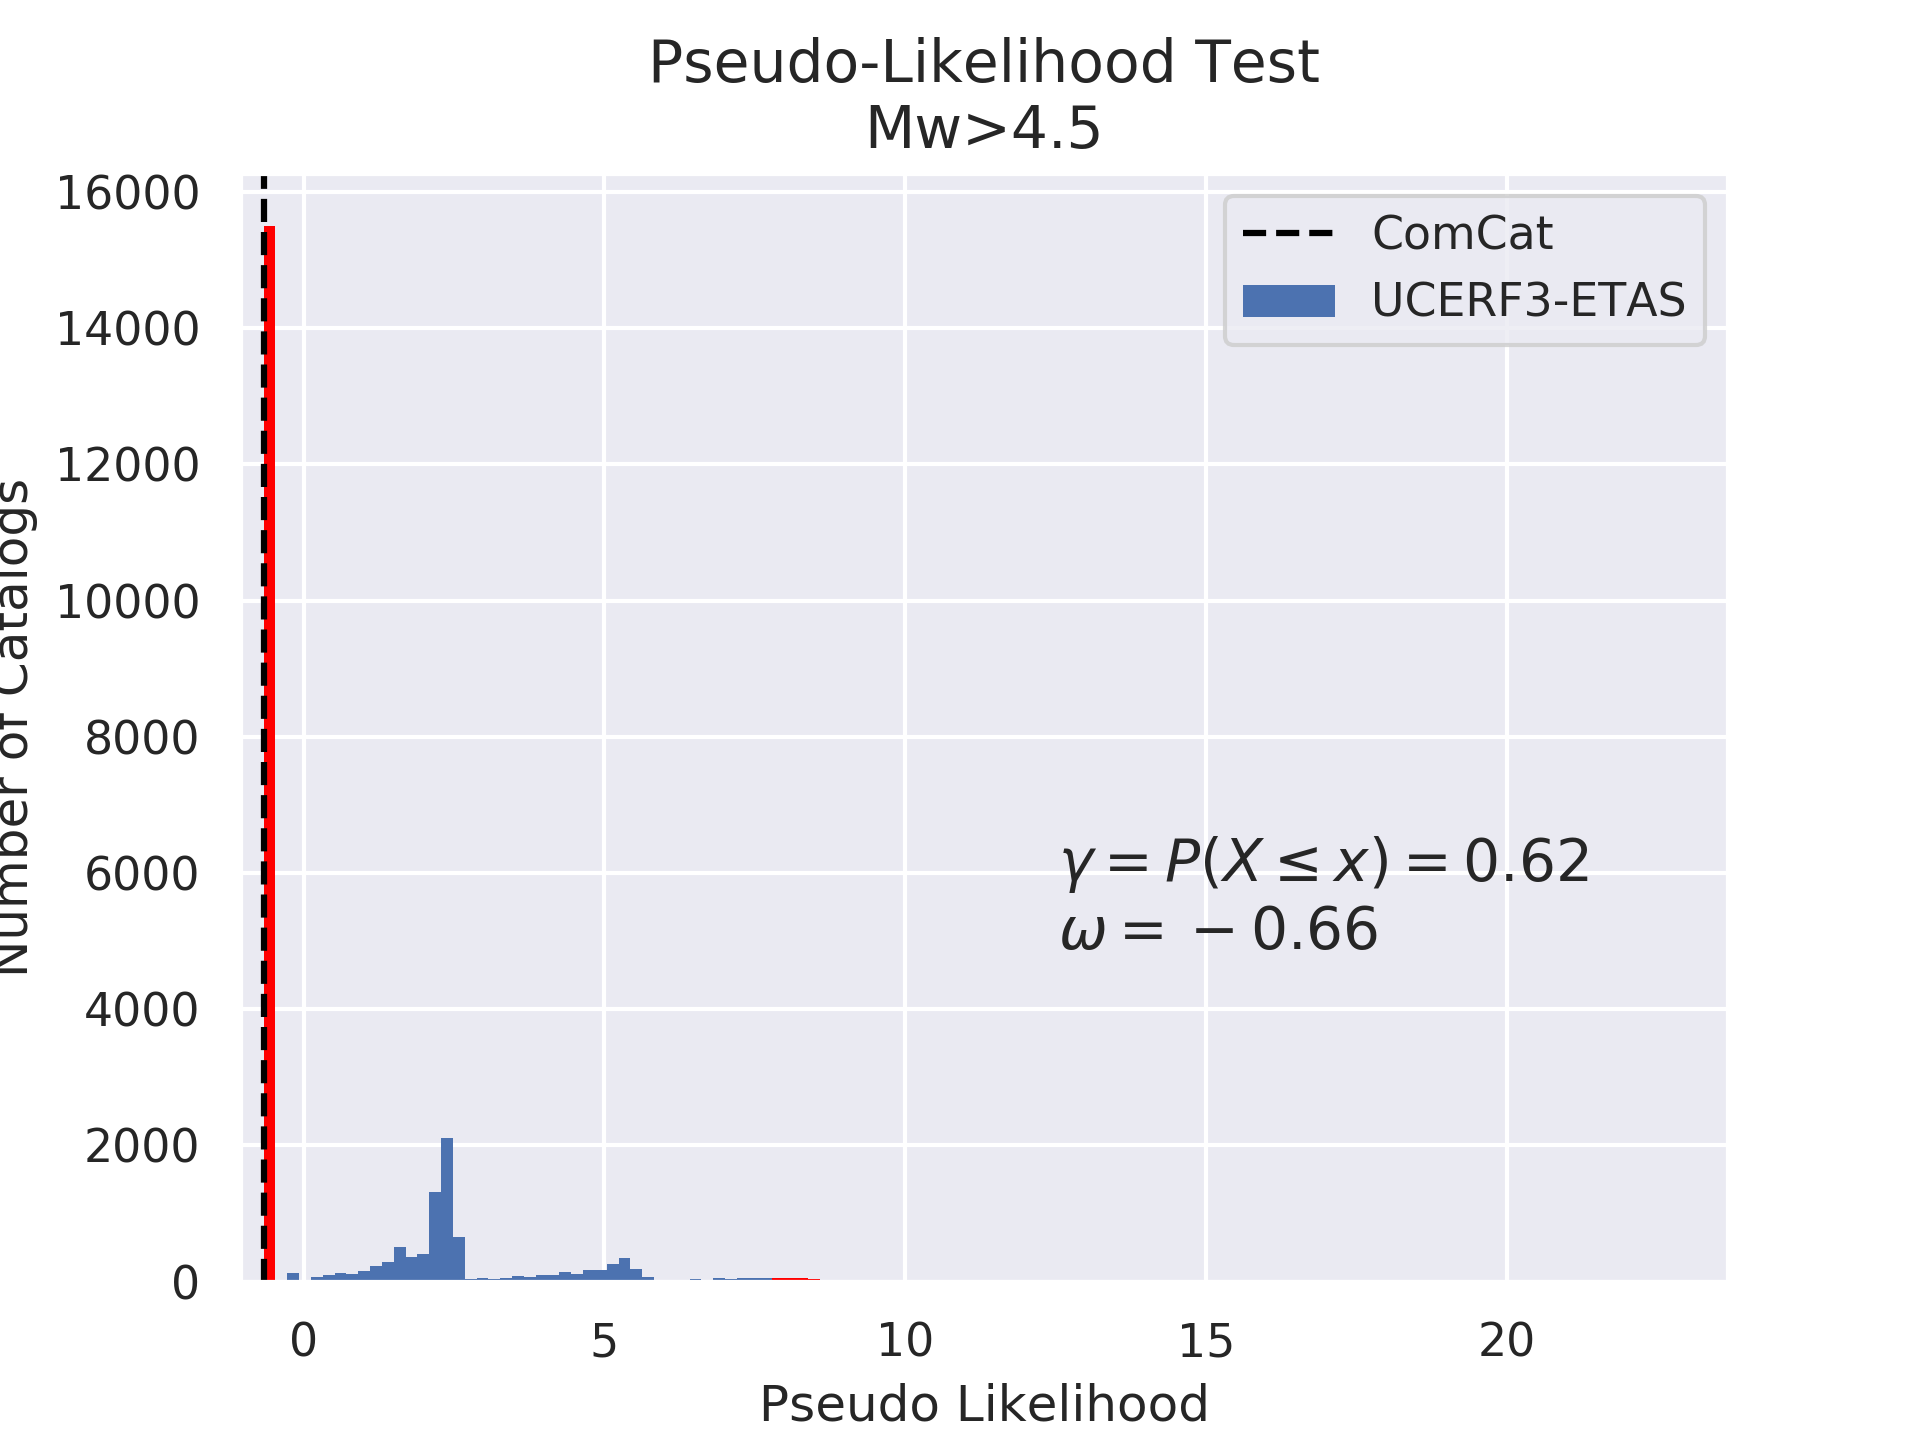 Pseudo-Likelihood Test
Mw>4.5
16000
14000
12000
10000
8000
6000
4000
2000
0
Number of Catalogs
ComCat
UCERF3-ETAS
γ = P(X ≤ x) = 0.62
ω = − 0.66
0 5 10 15 20
Pseudo Likelihood